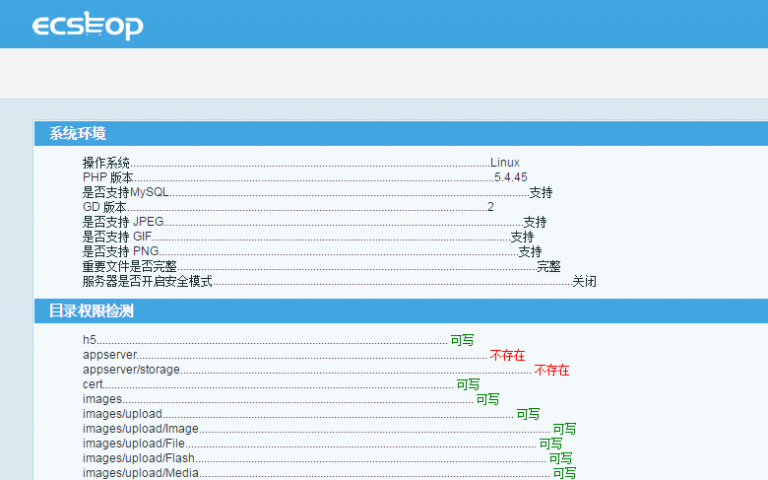 ecshop
系统环境
操作系统........................................................................................................................Linux
PHP 版本........................................................................................................................5.4.45
是否支持MySQL........................................................................................................................支持
GD 版本........................................................................................................................2
是否支持 JPEG........................................................................................................................支持
是否支持 GIF........................................................................................................................支持
是否支持 PNG........................................................................................................................支持
重要文件是否完整........................................................................................................................完整
服务器是否开启安全模式........................................................................................................................关闭
目录权限检测
h5..................................................................................................................... 可写
appserver..................................................................................................................... 不存在
appserver/storage..................................................................................................................... 不存在
cert..................................................................................................................... 可写
images..................................................................................................................... 可写
images/upload..................................................................................................................... 可写
images/upload/Image..................................................................................................................... 可写
images/upload/File..................................................................................................................... 可写
images/upload/Flash..................................................................................................................... 可写
images/upload/Media..................................................................................................................... 可写